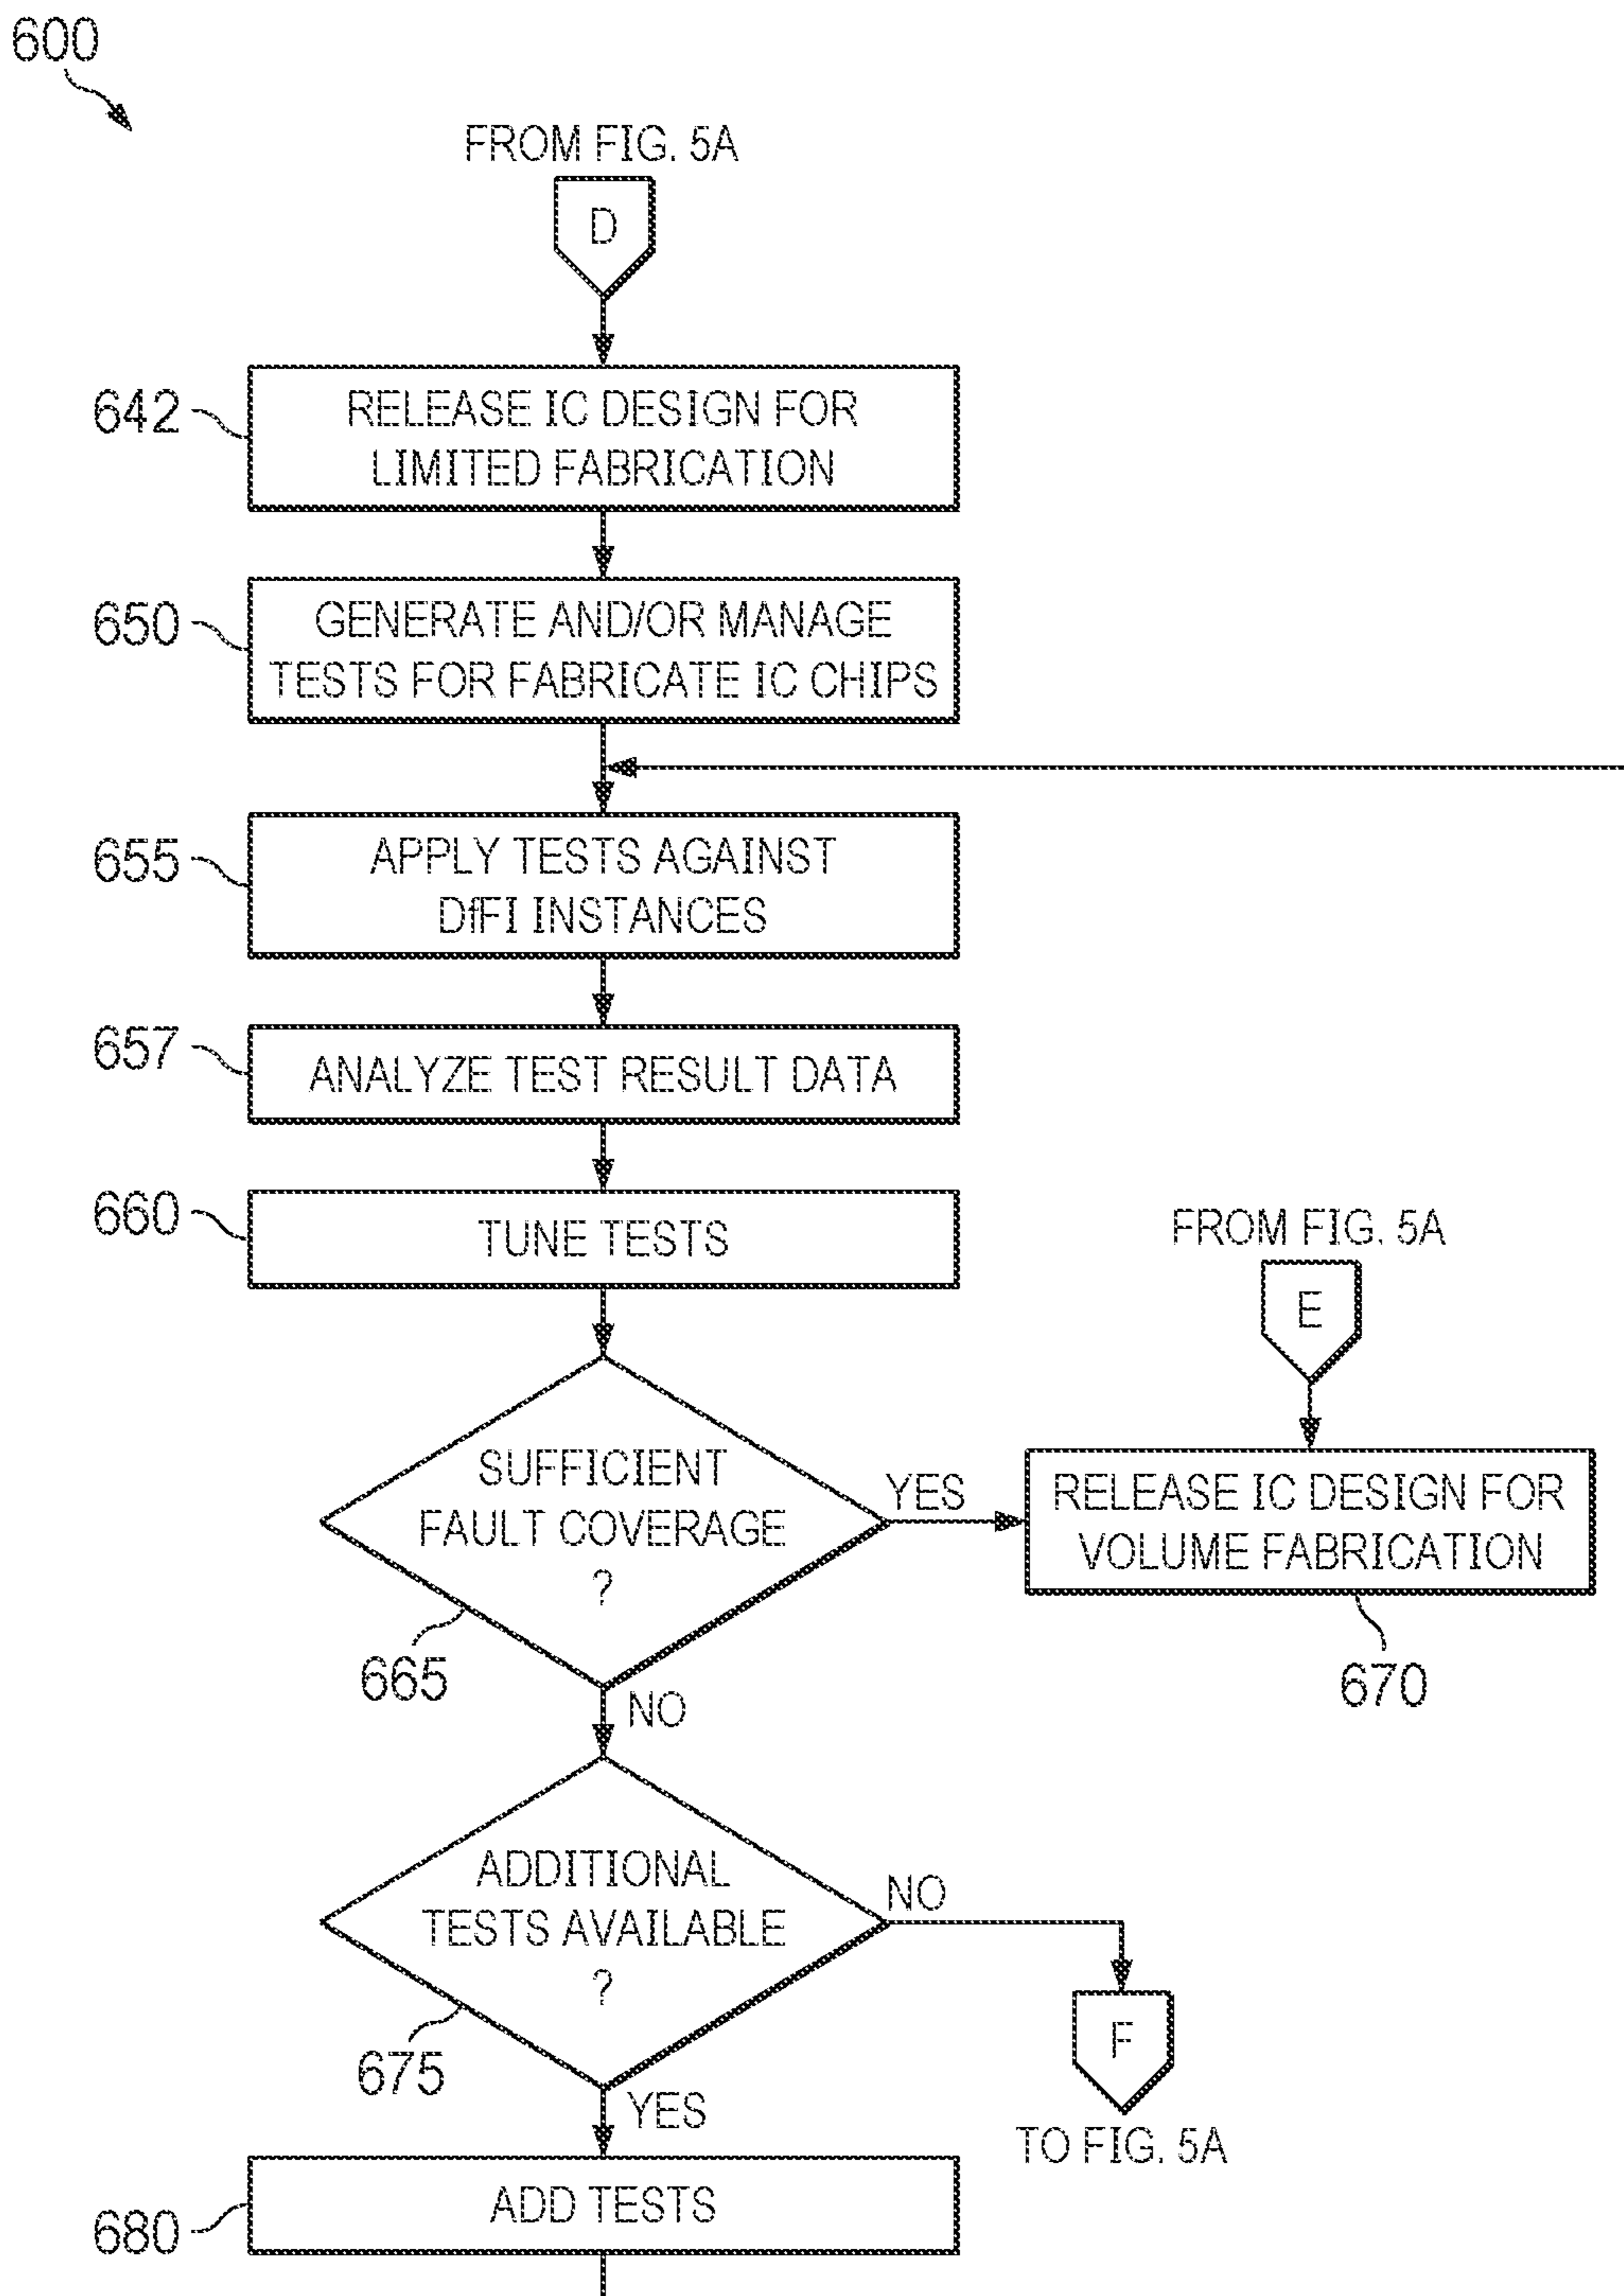 600
FROM FIG. 5A
D
642
RELEASE IC DESIGN FOR
LIMITED FABRICATION
650
GENERATE AND/OR MANAGE
TESTS FOR FABRICATE IC CHIPS
655
APPLY TESTS AGAINST
DfFI INSTANCES
657
ANALYZE TEST RESULT DATA
660
TUNE TESTS
FROM FIG. 5A
E
SUFFICIENT
FAULT COVERAGE
?
665
YES
RELEASE IC DESIGN FOR
VOLUME FABRICATION
670
NO
ADDITIONAL
TESTS AVAILABLE
?
675
NO
F
TO FIG. 5A
YES
680
ADD TESTS